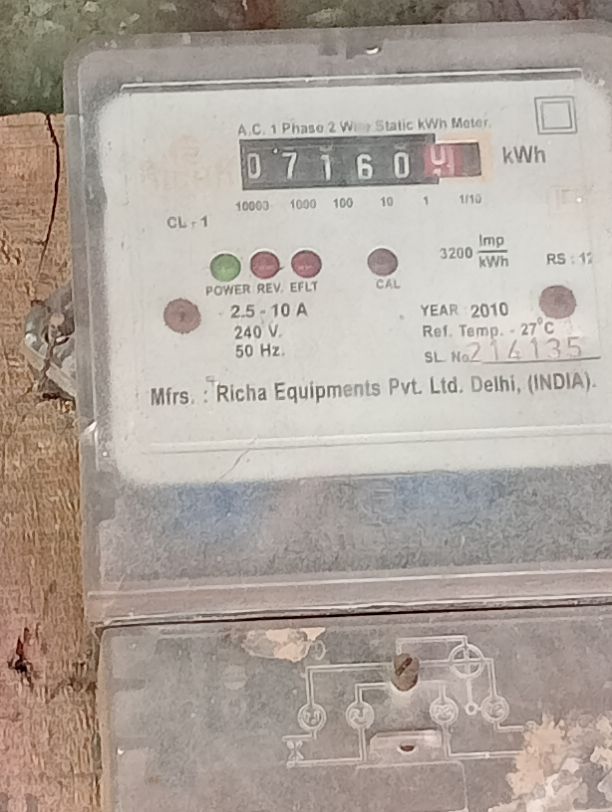 A.C. 1 Phase 2 Wire Static kWh Meter.
0 7 1 6 0 kWh
10000 1000 100 10 1 1/10
CL - 1
3200 Imp/kWh
RS : 12
POWER REV. EFLT CAL
2.5 - 10 A
240 V.
50 Hz.
YEAR 2010
Ref. Temp. - 27°C
SL. No. 214135
Mfrs. : Richa Equipments Pvt. Ltd. Delhi, (INDIA).